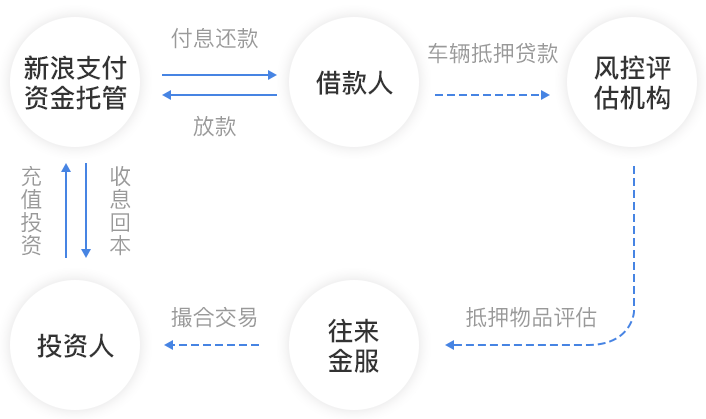 新浪支付
资金托管
付息还款
放款
借款人
车辆抵押贷款
风控评
估机构
充值投资
收息回本
投资人
撮合交易
往来
金服
抵押物品评估